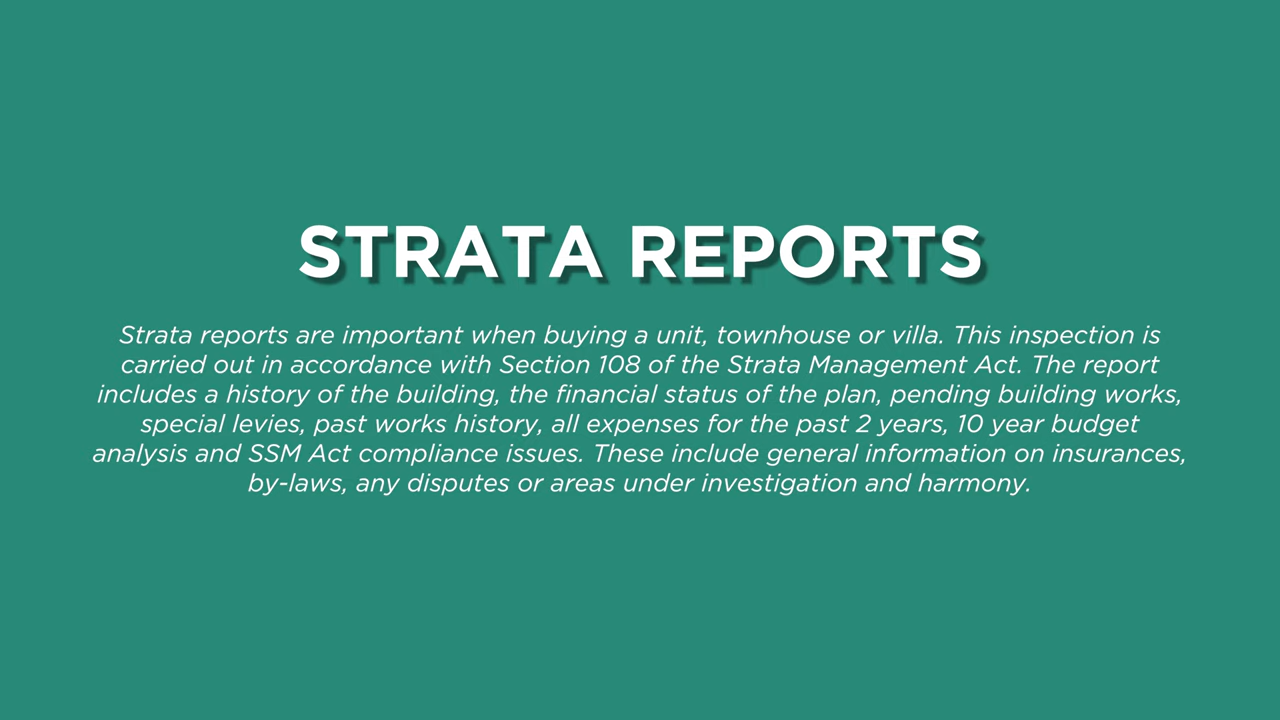 STRATA REPORTS
Strata reports are important when buying a unit, townhouse or villa. This inspection is
carried out in accordance with Section 108 of the Strata Management Act. The report
includes a history of the building, the financial status of the plan, pending building works,
special levies, past works history, all expenses for the past 2 years, 10 year budget
analysis and SSM Act compliance issues. These include general information on insurances,
by-laws, any disputes or areas under investigation and harmony.